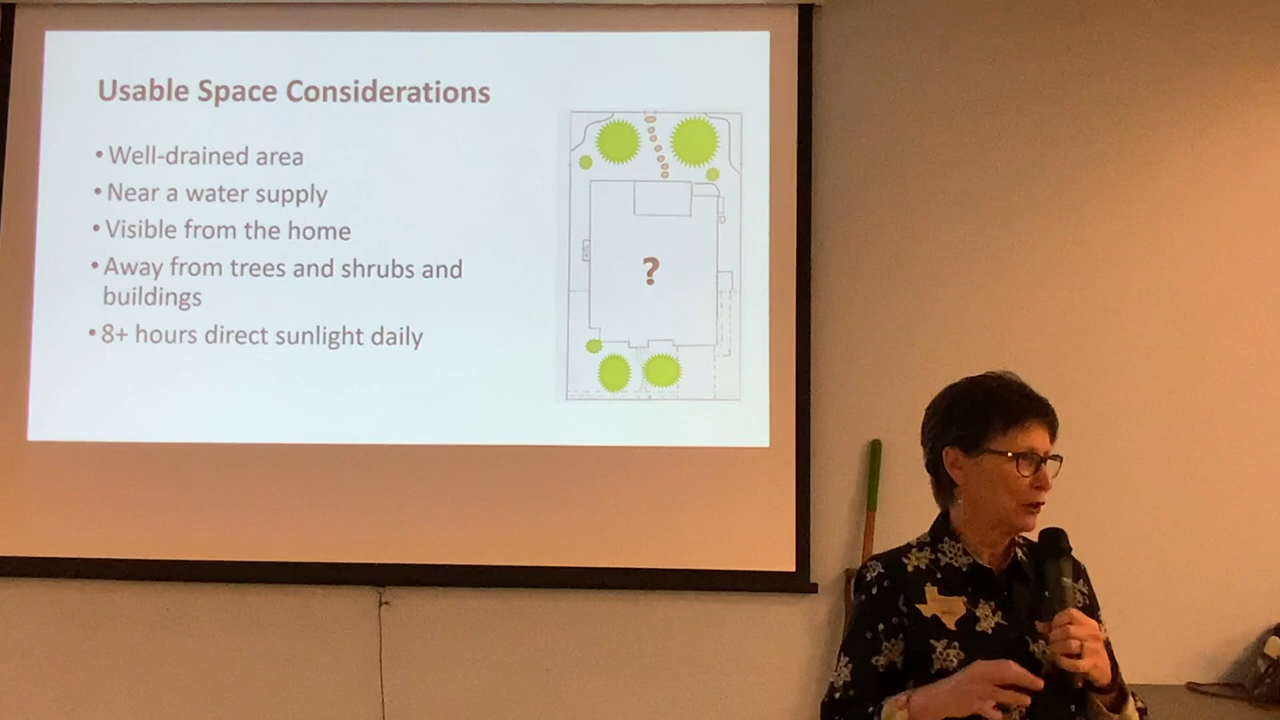 Usable Space Considerations
• Well-drained area
• Near a water supply
• Visible from the home
• Away from trees and shrubs and
buildings
• 8+ hours direct sunlight daily
?